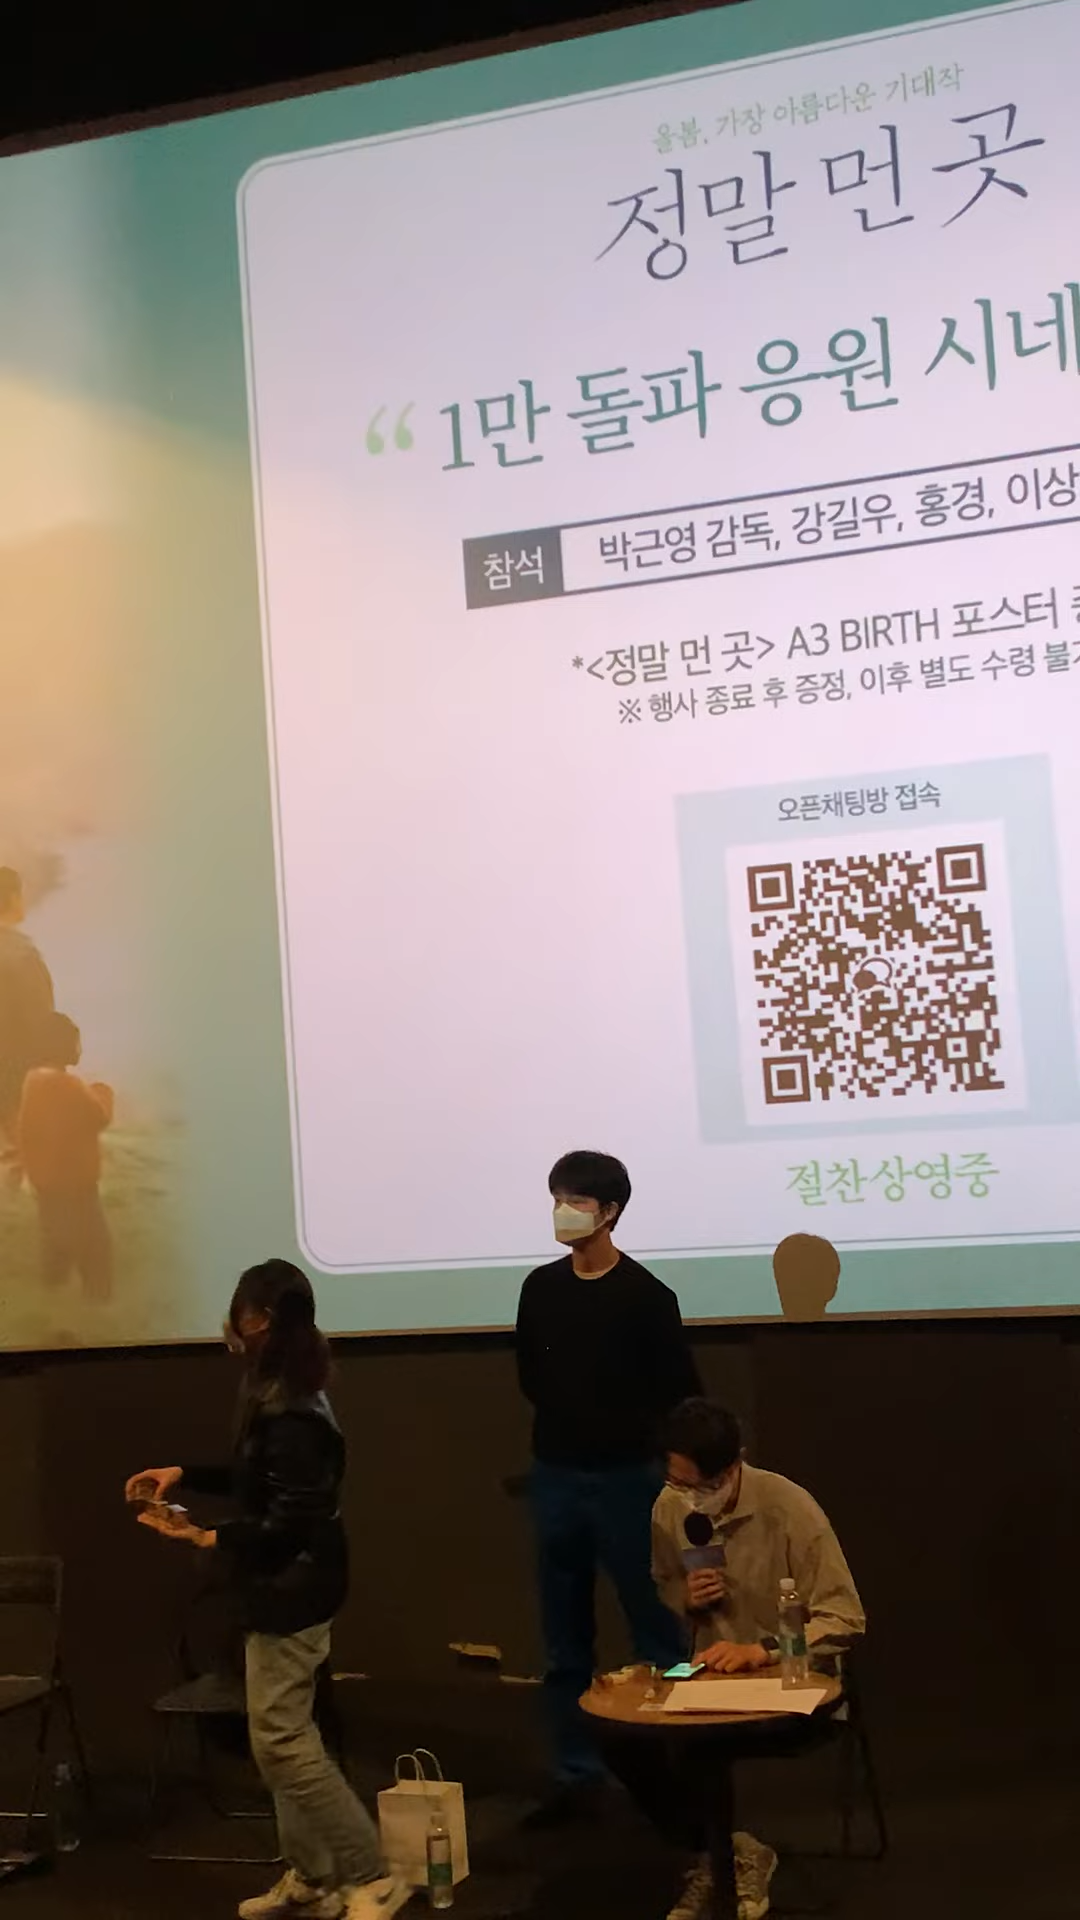 올봄, 가장 아름다운 기대작
정말 먼 곳
“ 1만 돌파 응원 시네
참석 박근영 감독, 강길우, 홍경, 이상
*<정말 먼 곳> A3 BIRTH 포스터
※ 행사 종료 후 증정, 이후 별도 수령
오픈채팅방 접속
절찬상영중